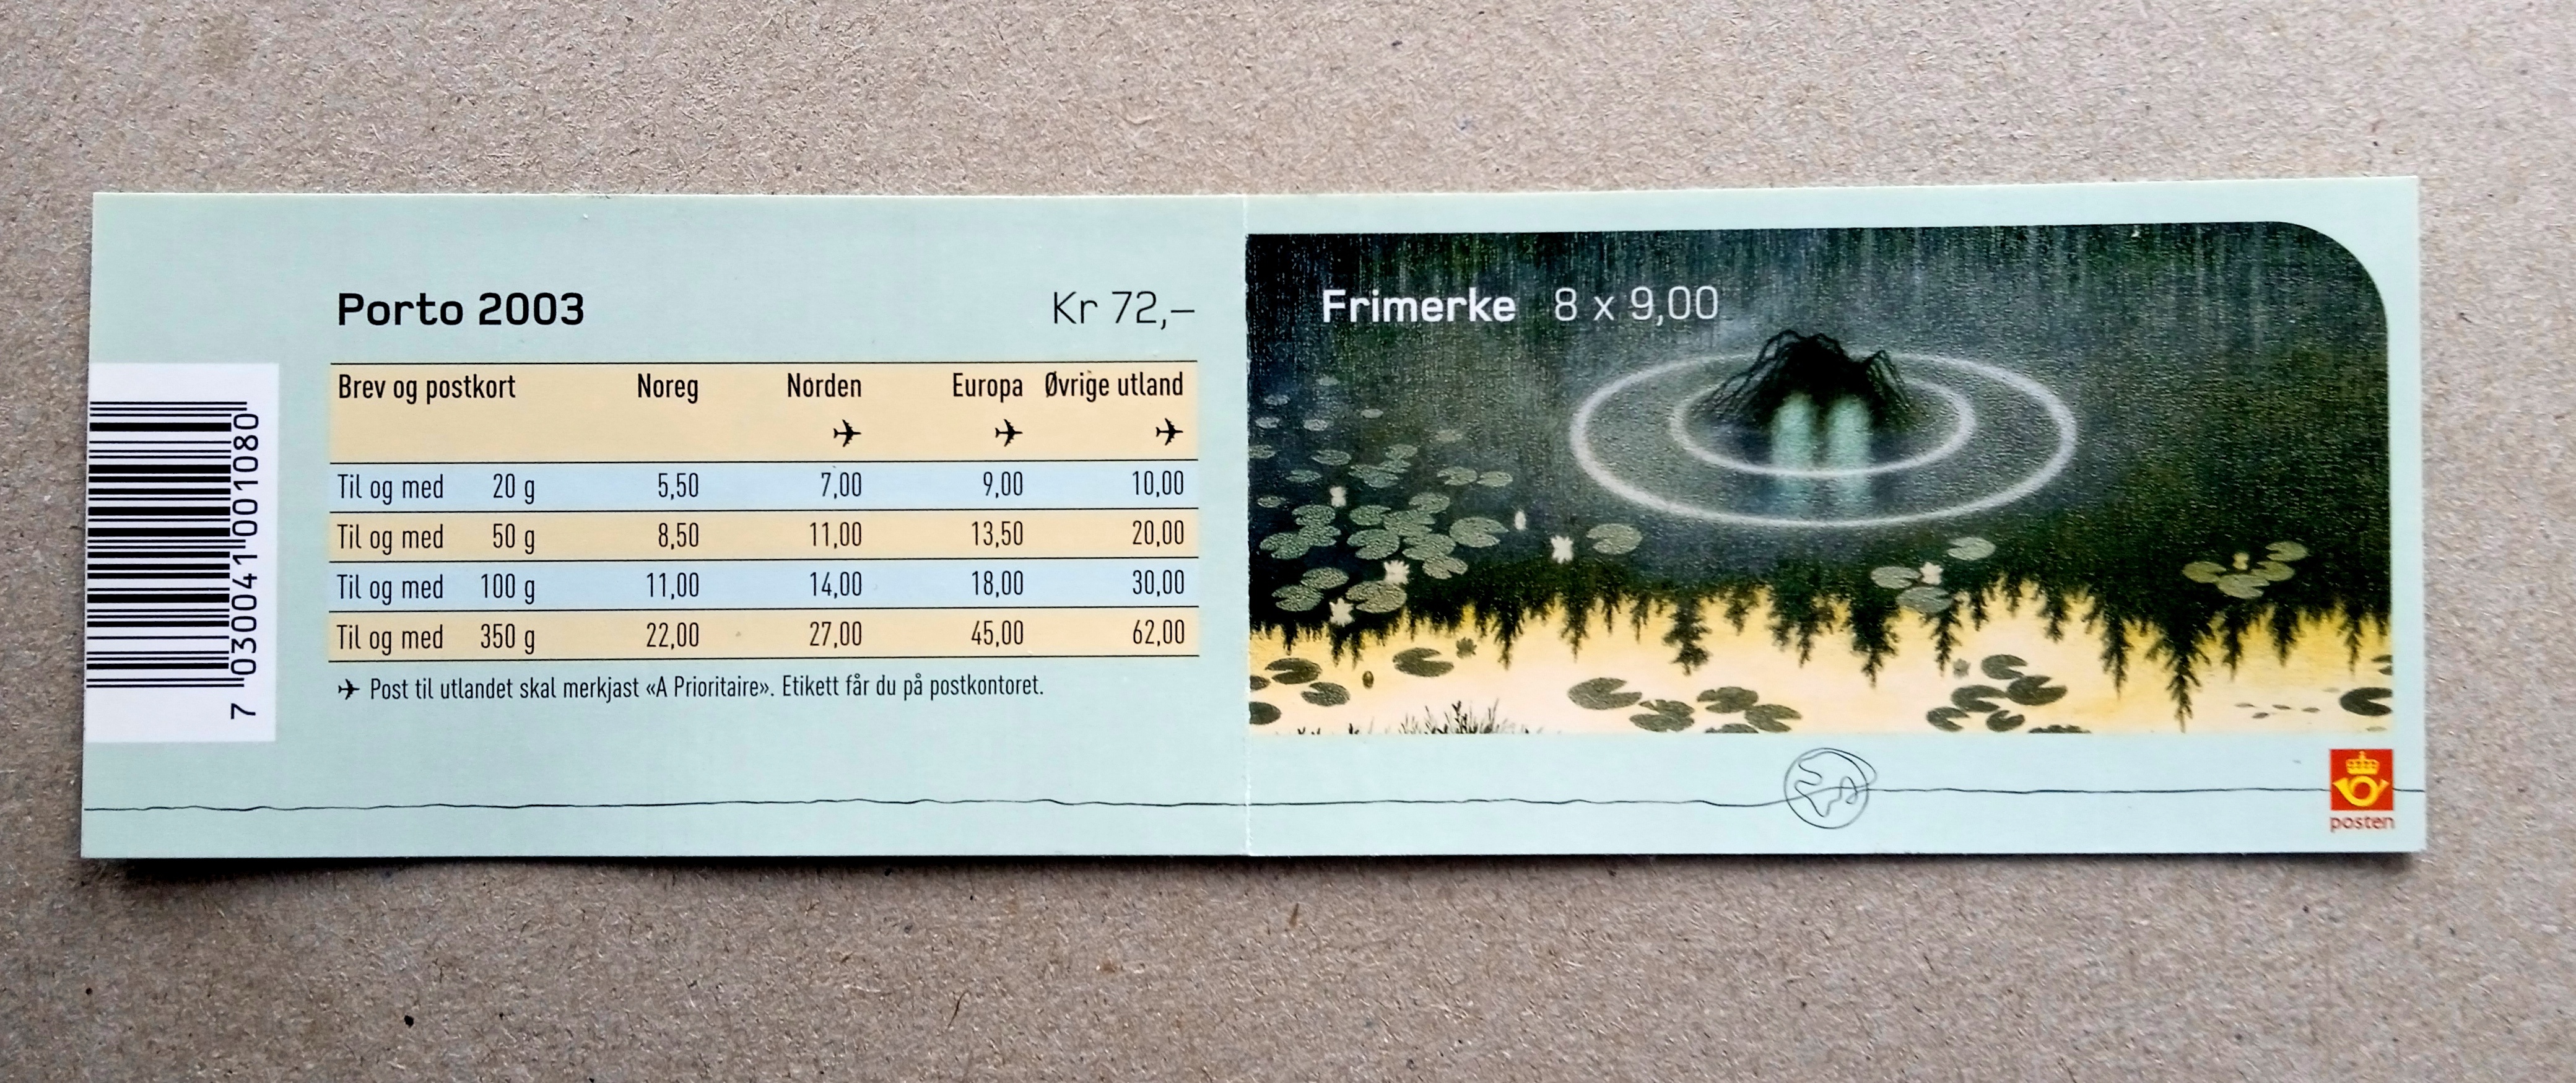 Porto 2003 Kr 72,–
Brev og postkort Noreg Norden Europa Øvrige utland
Til og med 20 g 5,50 7,00 9,00 10,00
Til og med 50 g 8,50 11,00 13,50 20,00
Til og med 100 g 11,00 14,00 18,00 30,00
Til og med 350 g 22,00 27,00 45,00 62,00
Post til utlandet skal merkjast «A Prioritaire». Etikett får du på postkontoret.
7 030041 001080
Frimerke 8 x 9,00
posten